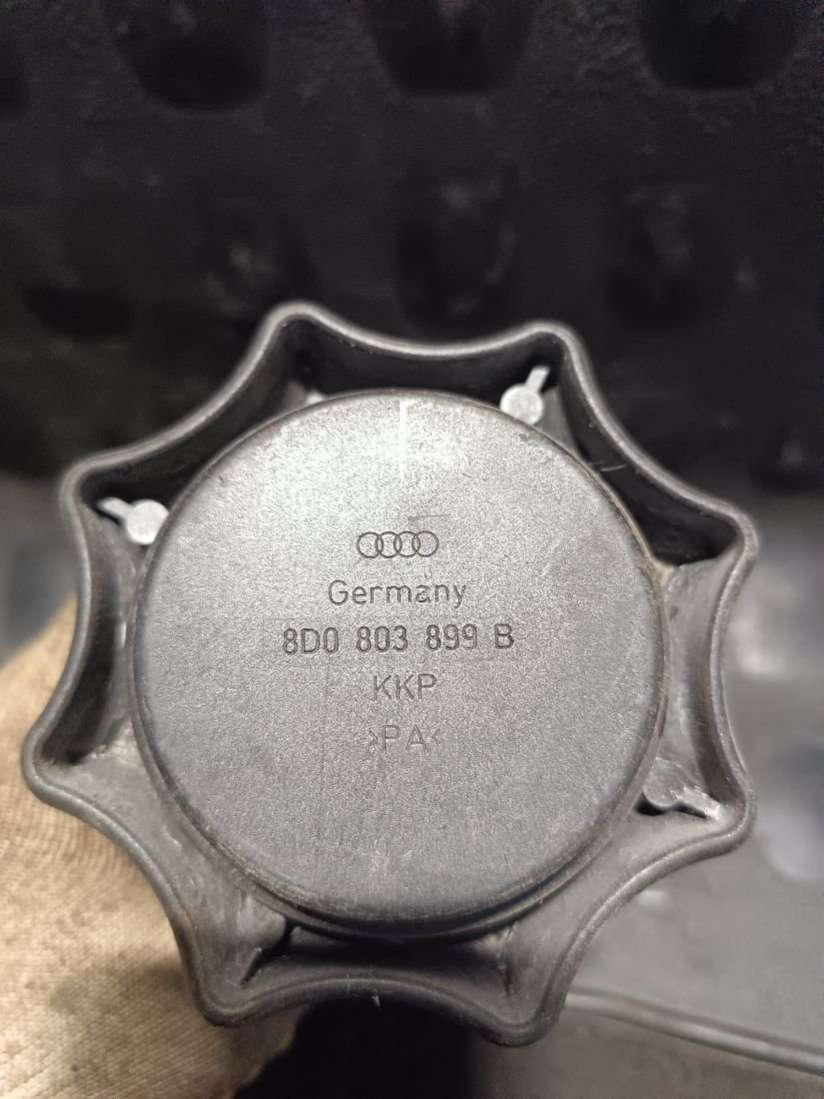 Germany
8D0 803 899 B
KKP
>PA<